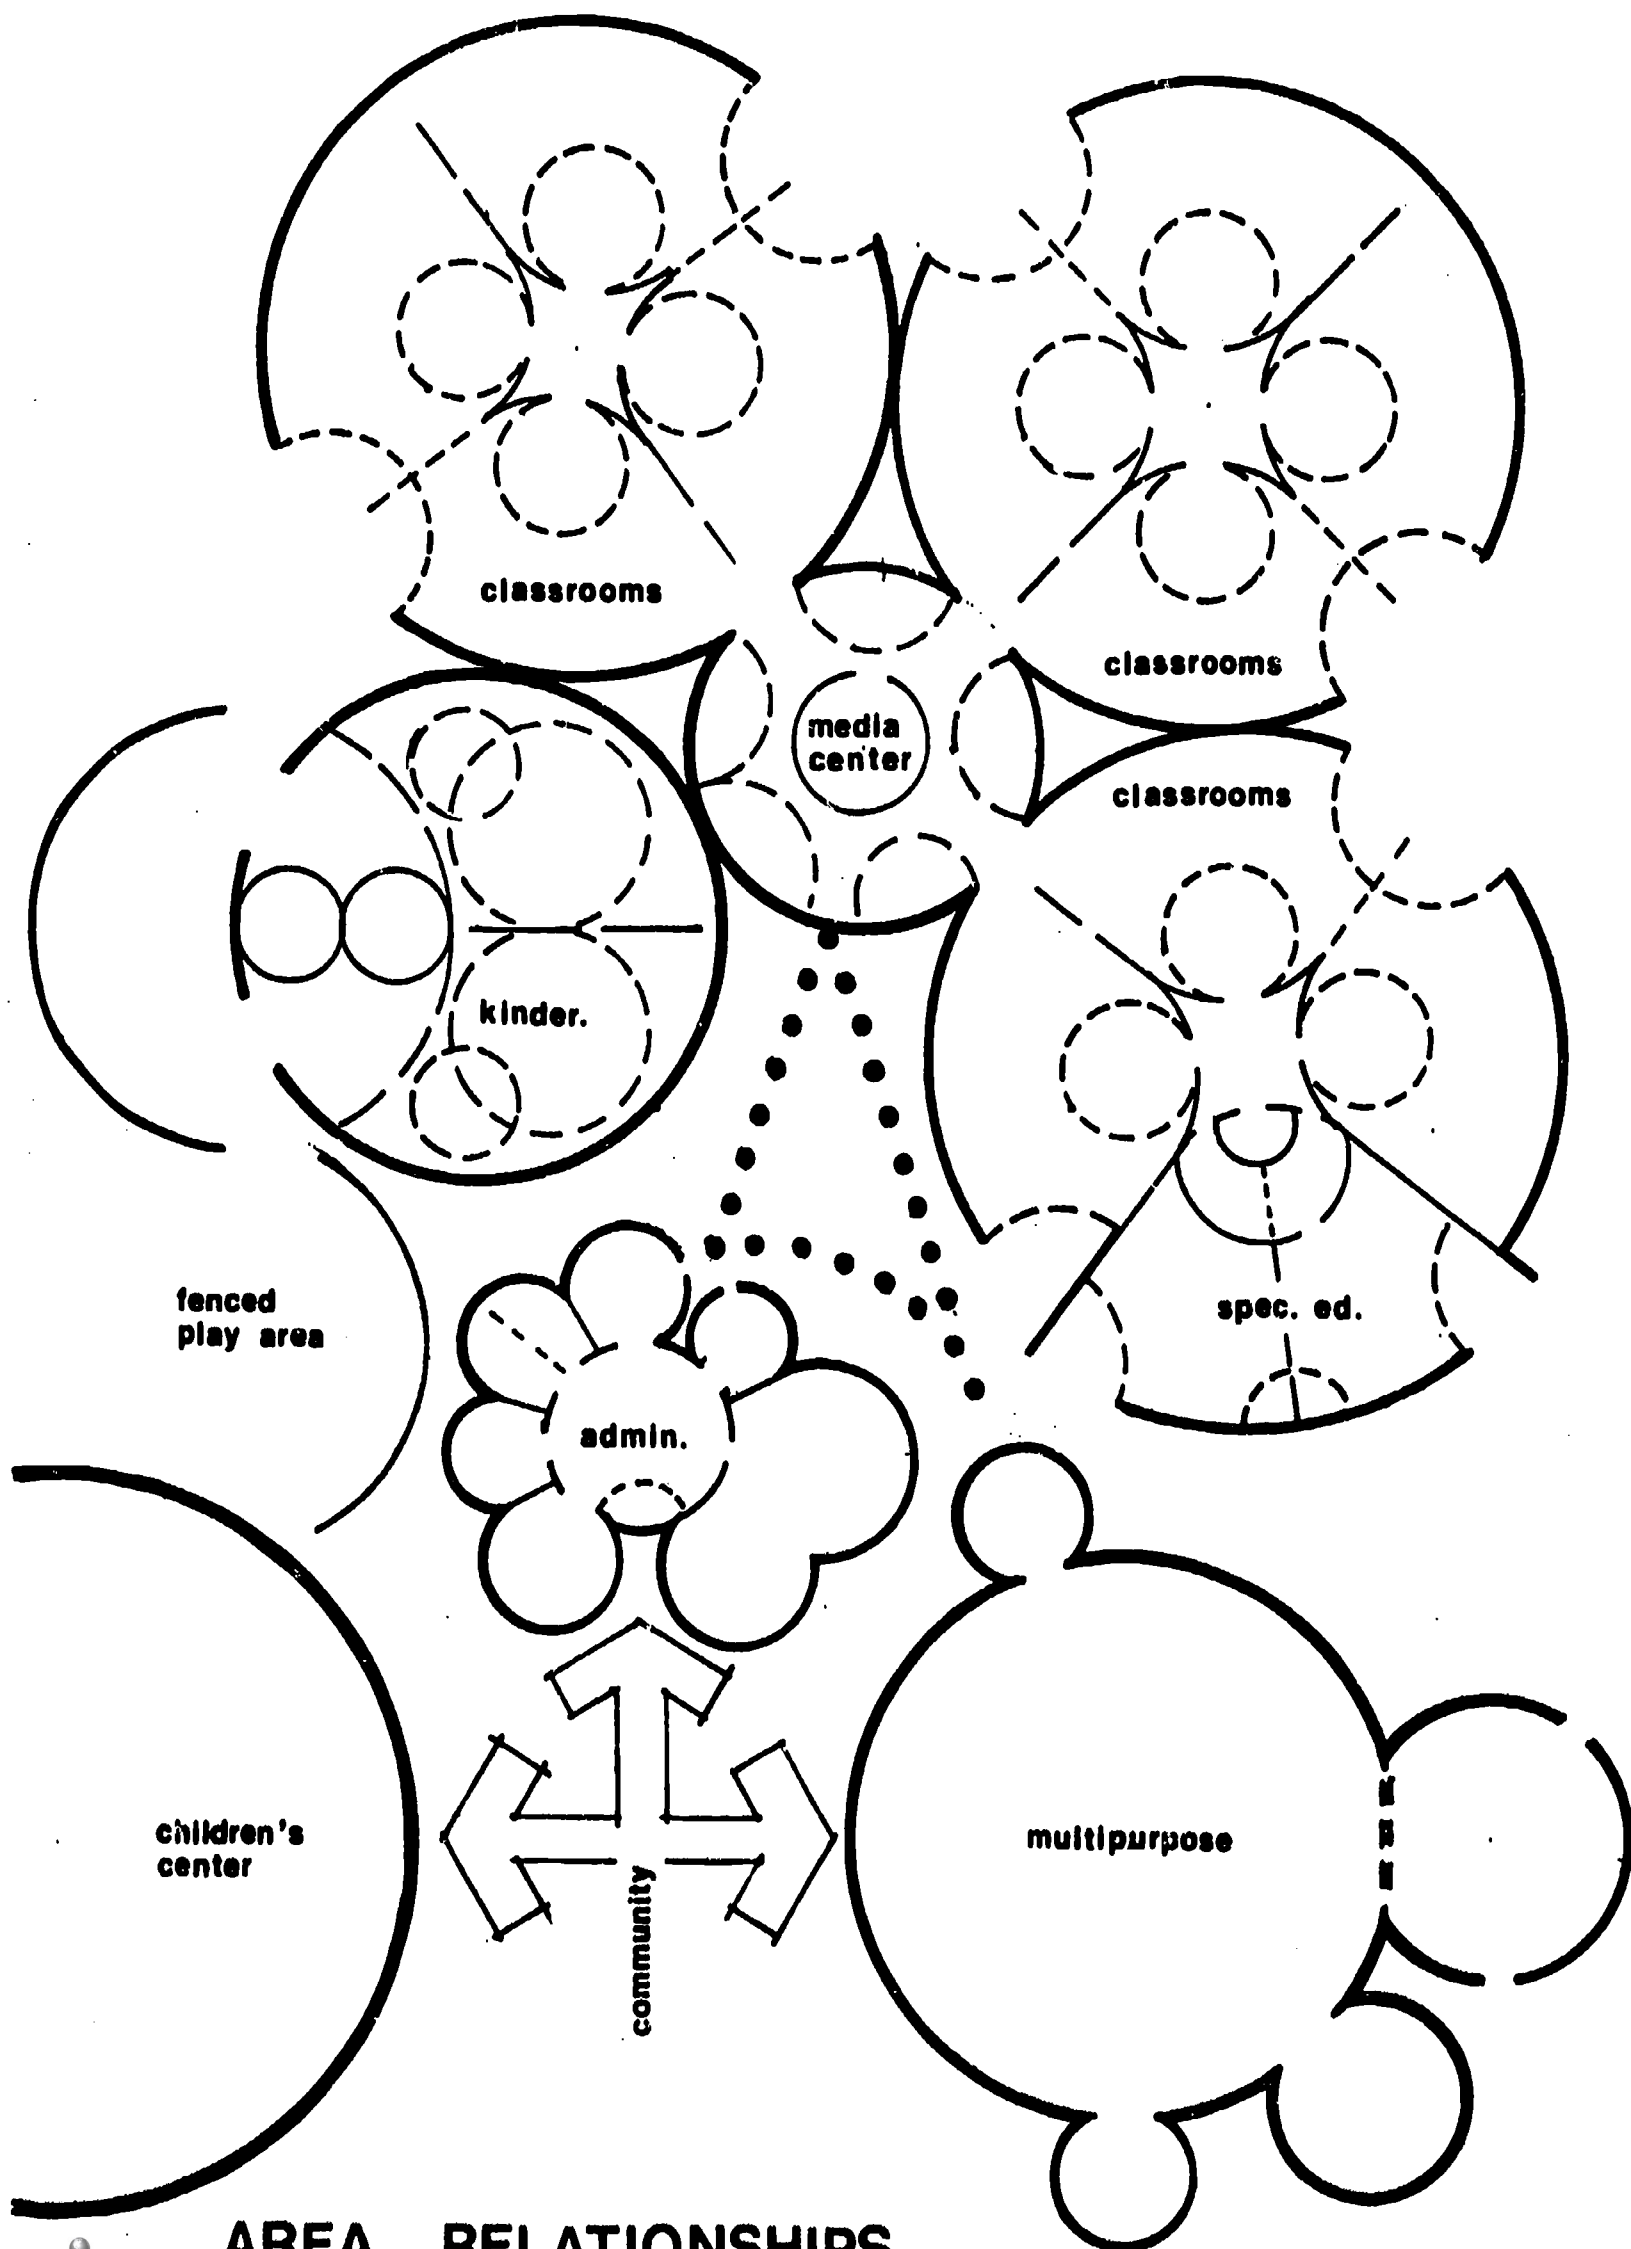 classrooms
classrooms
media
center
classrooms
kinder.
fenced
play area
spec. ed.
admin.
children's
center
multipurpose
community
AREA RELATIONSHIPS